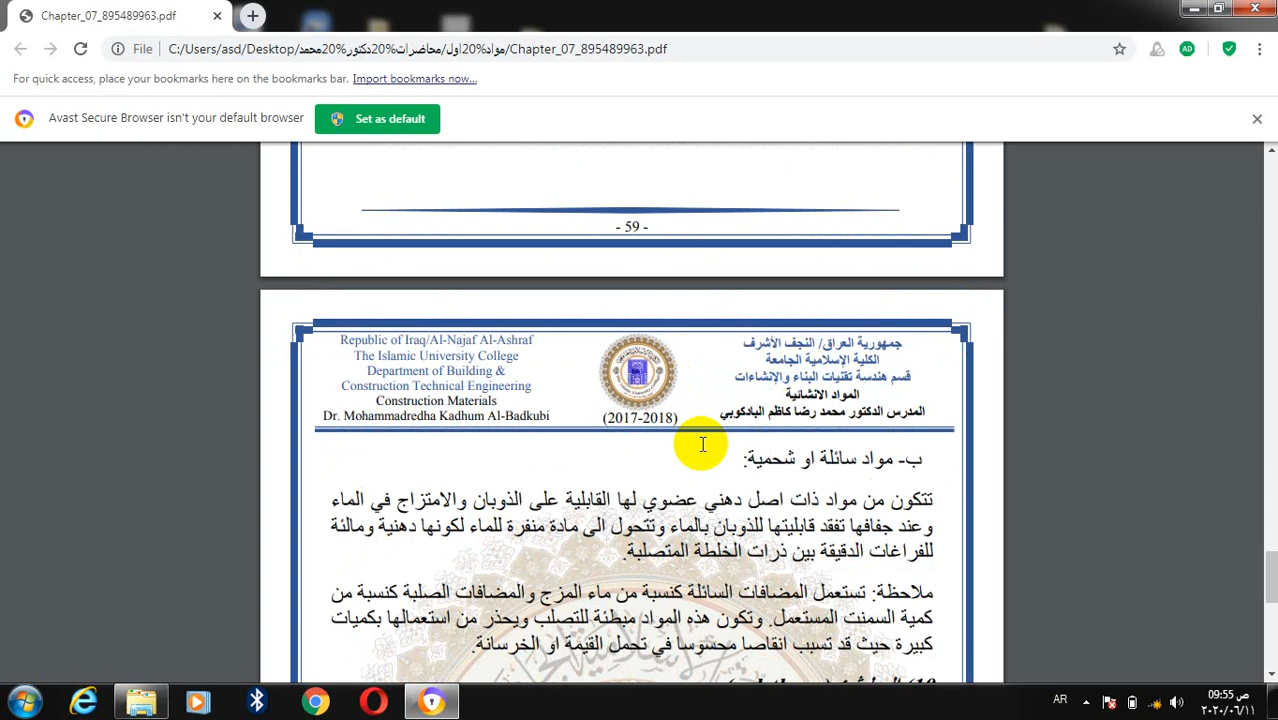 Chapter_07_895489963.pdf
File
C:/Users/asd/Desktop/مواد%20اول/محاضرات%20دكتور%20محمد/Chapter_07_895489963.pdf
For quick access, place your bookmarks here on the bookmarks bar. Import bookmarks now...
Avast Secure Browser isn't your default browser
Set as default
- 59 -
Republic of Iraq/Al-Najaf Al-Ashraf
The Islamic University College
Department of Building &
Construction Technical Engineering
Construction Materials
Dr. Mohammadredha Kadhum Al-Badkubi
(2017-2018)
جمهورية العراق/ النجف الأشرف
الكلية الإسلامية الجامعة
قسم هندسة تقنيات البناء والإنشاءات
المواد الانشائية
المدرس الدكتور محمد رضا كاظم البادكوبي
ب- مواد سائلة او شحمية:
تتكون من مواد ذات اصل دهني عضوي لها القابلية على الذوبان والامتزاج في الماء
وعند جفافها تفقد قابليتها للذوبان بالماء وتتحول الى مادة منفرة للماء لكونها دهنية ومالئة
للفراغات الدقيقة بين ذرات الخلطة المتصلبة.
ملاحظة: تستعمل المضافات السائلة كنسبة من ماء المزج والمضافات الصلبة كنسبة من
كمية السمنت المستعمل. وتكون هذه المواد مبطئة للتصلب ويحذر من استعمالها بكميات
كبيرة حيث قد تسبب انقاصا محسوسا في تحمل القيمة او الخرسانة.
AR
09:55 ص
٢٠٢٠/٠٦/١١